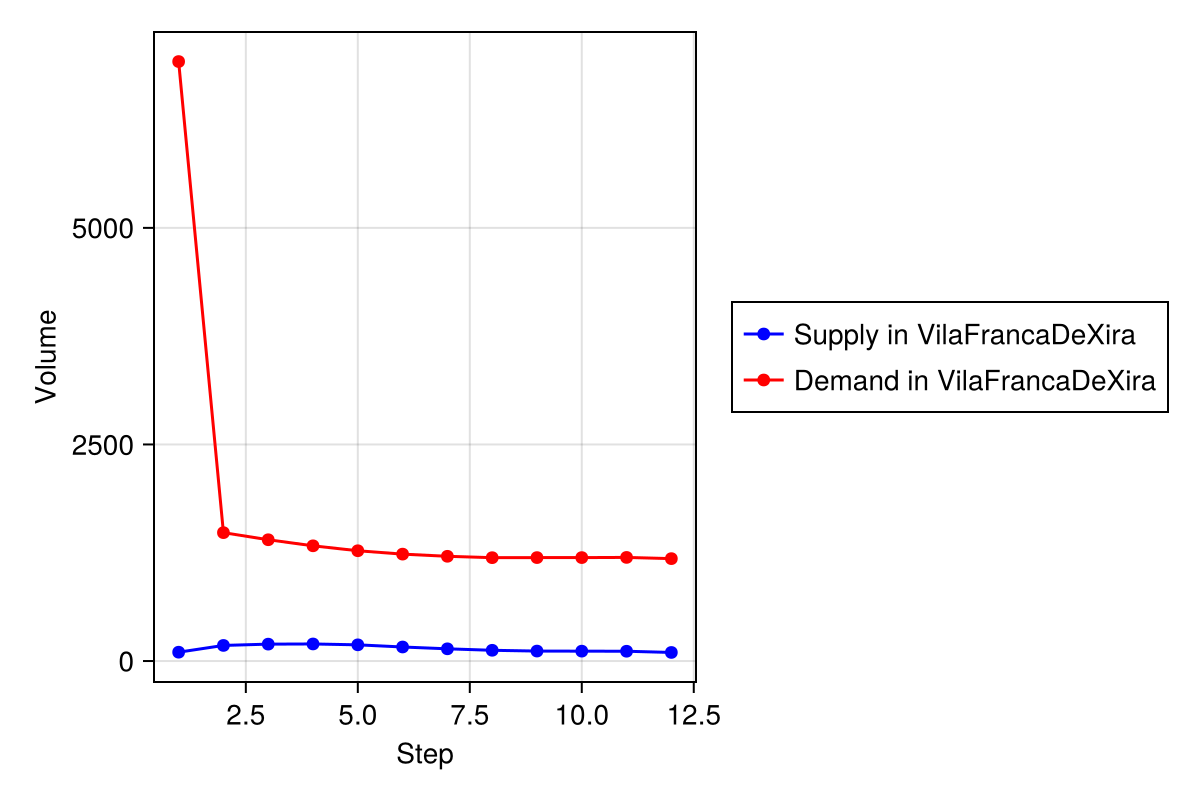 5000
2500
0
Volume
2.5 5.0 7.5 10.0 12.5
Step
Supply in VilaFrancaDeXira
Demand in VilaFrancaDeXira